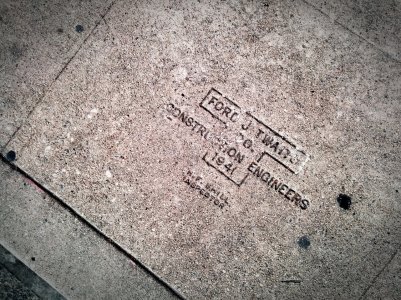 FORD J. TWAITS
CO.
CONSTRUCTION ENGINEERS
1941
INSPECTOR